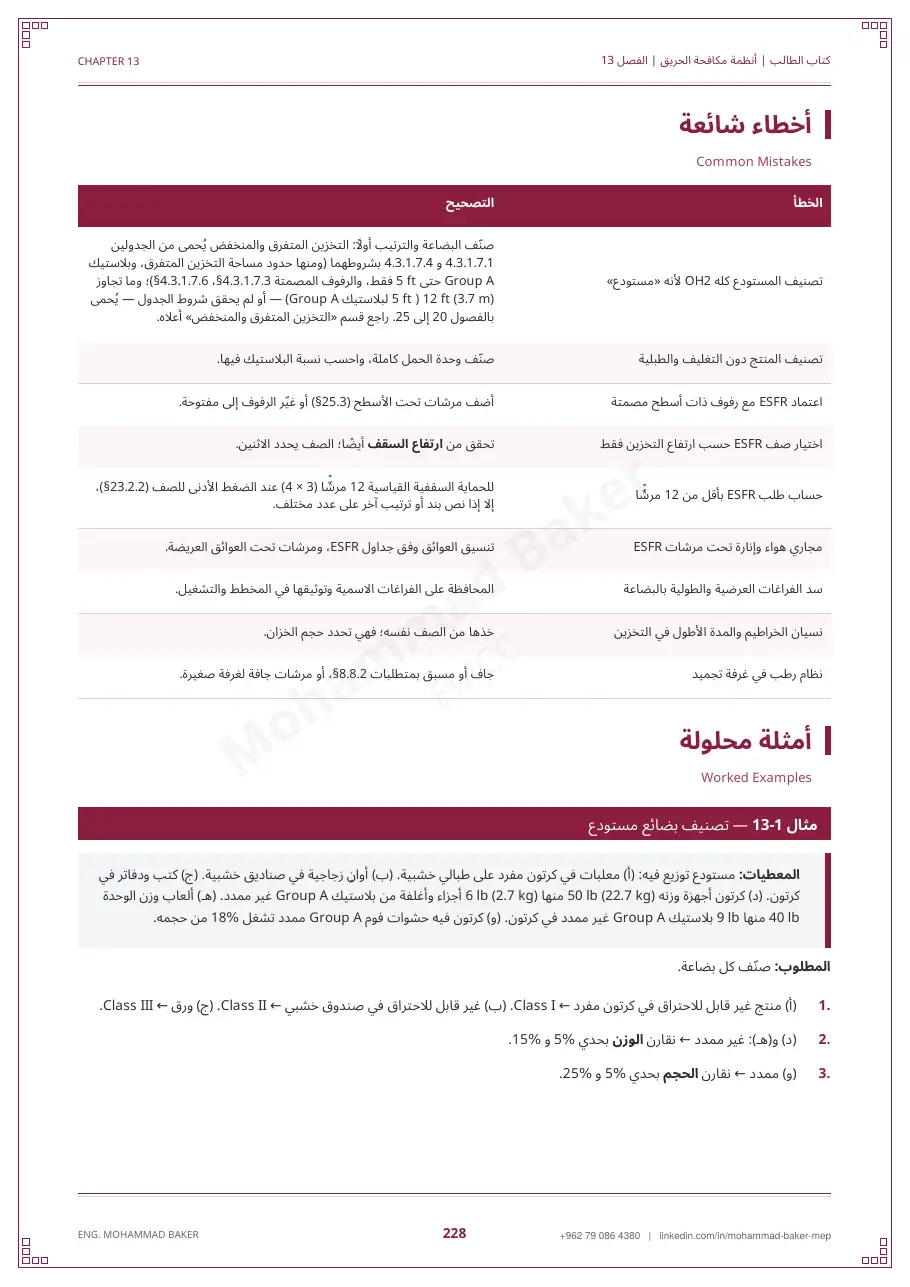 كتاب الطالب | أنظمة مكافحة الحريق | الفصل 13
CHAPTER 13
أخطاء شائعة
Common Mistakes
الخطأ
التصحيح
تصنيف المستودع كله OH2 لأنه «مستودع»
صنّف البضاعة والترتيب أولًا: التخزين المتفرق والمنخفض يُحمى من الجدولين
4.3.1.7.1 و 4.3.1.7.4 بشروطهما (ومنها حدود مساحة التخزين المتفرق، وبلاستيك
Group A حتى 5 ft فقط، والرفوف المصمتة §4.3.1.7.3، §4.3.1.7.6)؛ وما تجاوز
12 ft (3.7 m) ( 5 ft لبلاستيك Group A) — أو لم يحقق شروط الجدول — يُحمى
بالفصول 20 إلى 25. راجع قسم «التخزين المتفرق والمنخفض» أعلاه.
تصنيف المنتج دون التغليف والطبلية
صنّف وحدة الحمل كاملة، واحسب نسبة البلاستيك فيها.
اعتماد ESFR مع رفوف ذات أسطح مصمتة
أضف مرشات تحت الأسطح (§25.3) أو غيّر الرفوف إلى مفتوحة.
اختيار صف ESFR حسب ارتفاع التخزين فقط
تحقق من ارتفاع السقف أيضًا؛ الصف يحدد الاثنين.
حساب طلب ESFR بأقل من 12 مرشًّا
للحماية السقفية القياسية 12 مرشًّا (3 × 4) عند الضغط الأدنى للصف (§23.2.2)،
إلا إذا نص بند أو ترتيب آخر على عدد مختلف.
مجاري هواء وإنارة تحت مرشات ESFR
تنسيق العوائق وفق جداول ESFR، ومرشات تحت العوائق العريضة.
سد الفراغات العرضية والطولية بالبضاعة
المحافظة على الفراغات الاسمية وتوثيقها في المخطط والتشغيل.
نسيان الخراطيم والمدة الأطول في التخزين
خذها من الصف نفسه؛ فهي تحدد حجم الخزان.
نظام رطب في غرفة تجميد
جاف أو مسبق بمتطلبات §8.8.2، أو مرشات جافة لغرفة صغيرة.
Mohammad Baker
أمثلة محلولة
Worked Examples
مثال 1-13 — تصنيف بضائع مستودع
المعطيات: مستودع توزيع فيه: (أ) معلبات في كرتون مفرد على طبالي خشبية. (ب) أوانٍ زجاجية في صناديق خشبية. (ج) كتب ودفاتر في
كرتون. (د) كرتون أجهزة وزنه 50 lb (22.7 kg) منها 6 lb (2.7 kg) أجزاء وأغلفة من بلاستيك Group A غير ممدد. (هـ) ألعاب وزن الوحدة
40 lb منها 9 lb بلاستيك Group A غير ممدد في كرتون. (و) كرتون فيه حشوات فوم Group A ممدد تشغل 18% من حجمه.
المطلوب: صنّف كل بضاعة.
1. (أ) منتج غير قابل للاحتراق في كرتون مفرد ← Class I. (ب) غير قابل للاحتراق في صندوق خشبي ← Class II. (ج) ورق ← Class III.
2. (د) و(هـ): غير ممدد ← نقارن الوزن بحدي 5% و 15%.
3. (و) ممدد ← نقارن الحجم بحدي 5% و 25%.
ENG. MOHAMMAD BAKER
228
+962 79 086 4380 | linkedin.com/in/mohammad-baker-mep